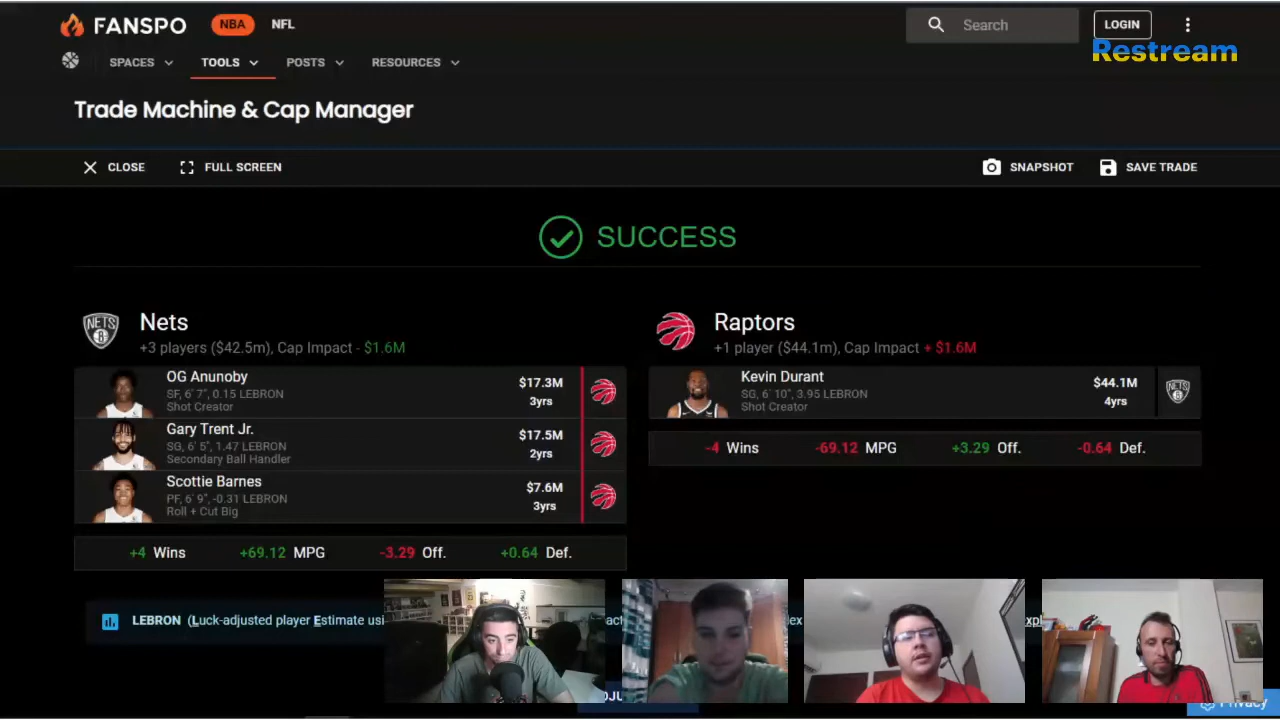 FANSPO NBA NFL Search LOGIN
Restream
SPACES TOOLS POSTS RESOURCES
Trade Machine & Cap Manager
CLOSE FULL SCREEN SNAPSHOT SAVE TRADE
SUCCESS
Nets
+3 players ($42.5m), Cap Impact - $1.6M
OG Anunoby $17.3M
SF, 6' 7", 0.15 LEBRON
Shot Creator 3yrs
Gary Trent Jr. $17.5M
SG, 6' 5", 1.47 LEBRON
Secondary Ball Handler 2yrs
Scottie Barnes $7.6M
PF, 6' 9", -0.31 LEBRON
Roll + Cut Big 3yrs
+4 Wins +69.12 MPG -3.29 Off. +0.64 Def.
Raptors
+1 player ($44.1m), Cap Impact + $1.6M
Kevin Durant $44.1M
SG, 6' 10", 3.95 LEBRON
Shot Creator 4yrs
-4 Wins -69.12 MPG +3.29 Off. -0.64 Def.
LEBRON (Luck-adjusted player Estimate usi
Privacy